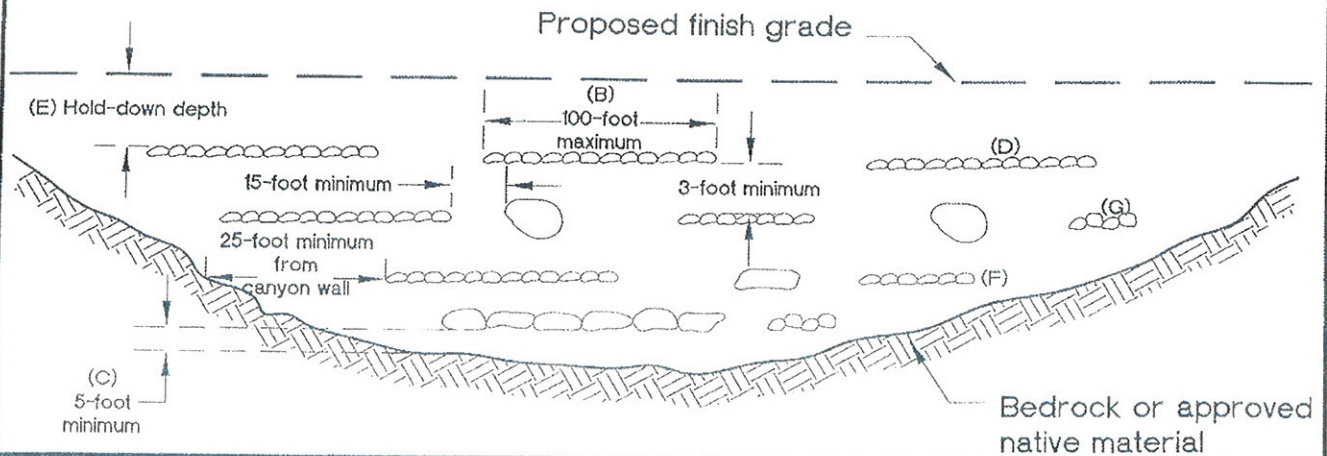 Proposed finish grade
(E) Hold-down depth
(B)
100-foot
maximum
(D)
15-foot minimum
3-foot minimum
(G)
25-foot minimum
from
canyon wall
(F)
(C)
5-foot
minimum
Bedrock or approved
native material